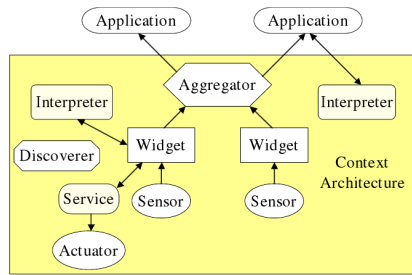 Application
Application
Aggregator
Interpreter
Interpreter
Widget
Widget
Discoverer
Context
Architecture
Service
Sensor
Sensor
Actuator